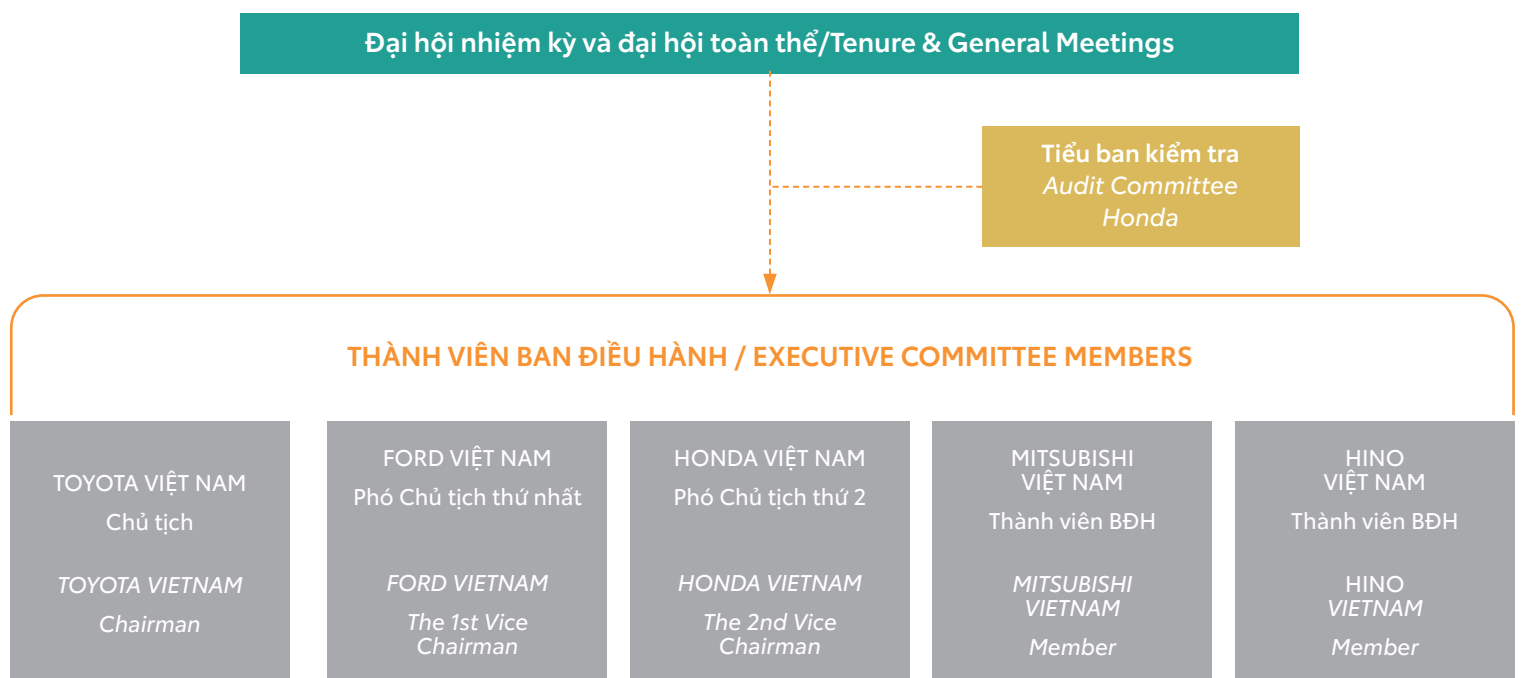 Đại hội nhiệm kỳ và đại hội toàn thể/Tenure & General Meetings
Tiểu ban kiểm tra
Audit Committee
Honda
THÀNH VIÊN BAN ĐIỀU HÀNH / EXECUTIVE COMMITTEE MEMBERS
TOYOTA VIỆT NAM
Chủ tịch
TOYOTA VIETNAM
Chairman
FORD VIỆT NAM
Phó Chủ tịch thứ nhất
FORD VIETNAM
The 1st Vice
Chairman
HONDA VIỆT NAM
Phó Chủ tịch thứ 2
HONDA VIETNAM
The 2nd Vice
Chairman
MITSUBISHI
VIỆT NAM
Thành viên BĐH
MITSUBISHI
VIETNAM
Member
HINO
VIỆT NAM
Thành viên BĐH
HINO
VIETNAM
Member